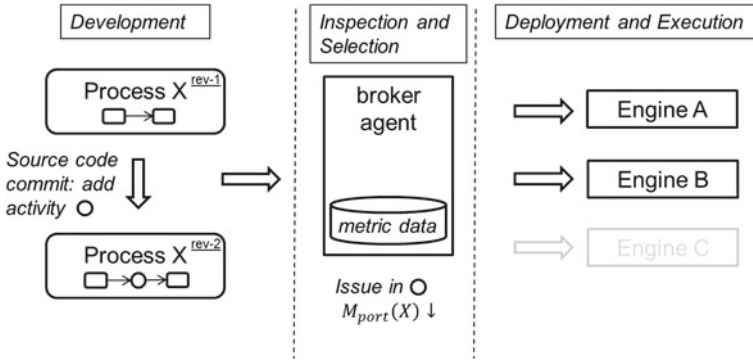 Development
Process X rev-1
Source code
commit: add
activity
Process X rev-2
Inspection and
Selection
broker
agent
metric data
Issue in
M_port(X) ↓
Deployment and Execution
Engine A
Engine B
Engine C